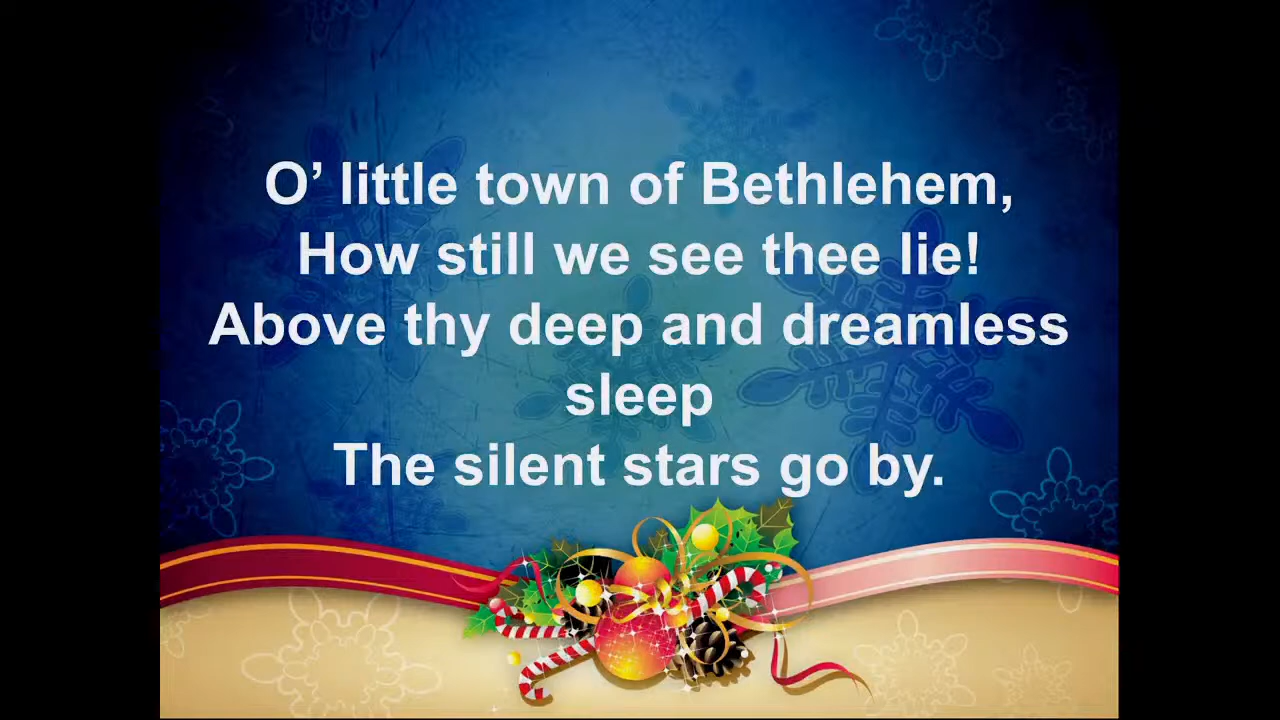 O’ little town of Bethlehem,
How still we see thee lie!
Above thy deep and dreamless
sleep
The silent stars go by.